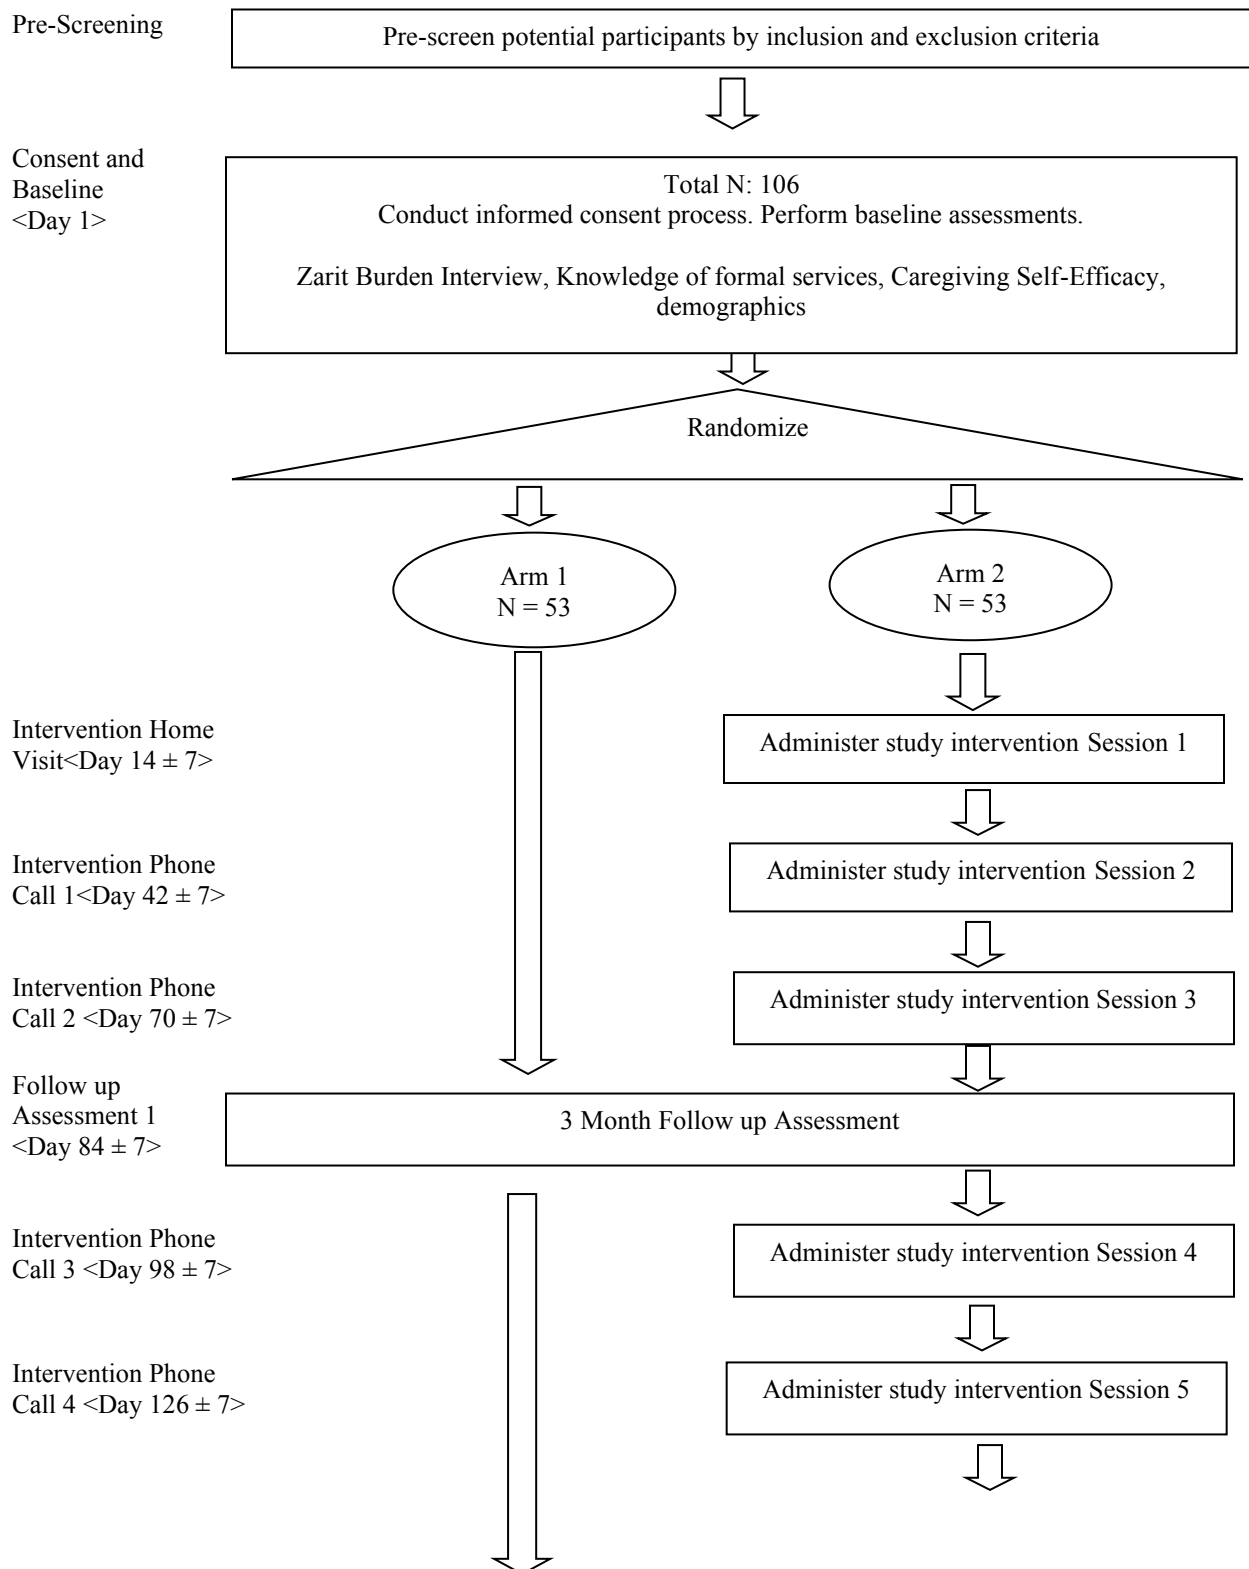 Pre-Screening
Pre-screen potential participants by inclusion and exclusion criteria
Consent and
Baseline
<Day 1>
Total N: 106
Conduct informed consent process. Perform baseline assessments.
Zarit Burden Interview, Knowledge of formal services, Caregiving Self-Efficacy,
demographics
Randomize
Arm 1
N = 53
Arm 2
N = 53
Intervention Home
Visit<Day 14 ± 7>
Administer study intervention Session 1
Intervention Phone
Call 1<Day 42 ± 7>
Administer study intervention Session 2
Intervention Phone
Call 2 <Day 70 ± 7>
Administer study intervention Session 3
Follow up
Assessment 1
<Day 84 ± 7>
3 Month Follow up Assessment
Intervention Phone
Call 3 <Day 98 ± 7>
Administer study intervention Session 4
Intervention Phone
Call 4 <Day 126 ± 7>
Administer study intervention Session 5